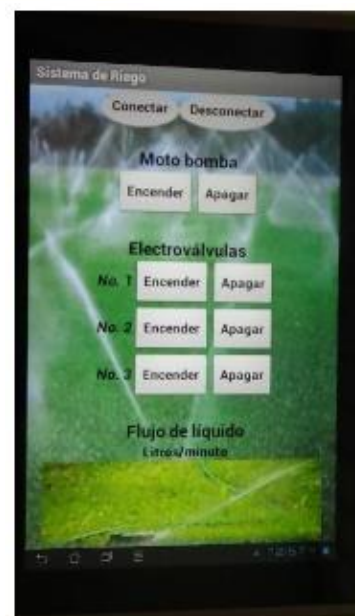 Sistema de Riego
Conectar Desconectar
Moto bomba
Encender Apagar
Electroválvulas
No. 1 Encender Apagar
No. 2 Encender Apagar
No. 3 Encender Apagar
Flujo de líquido
Litros/minuto